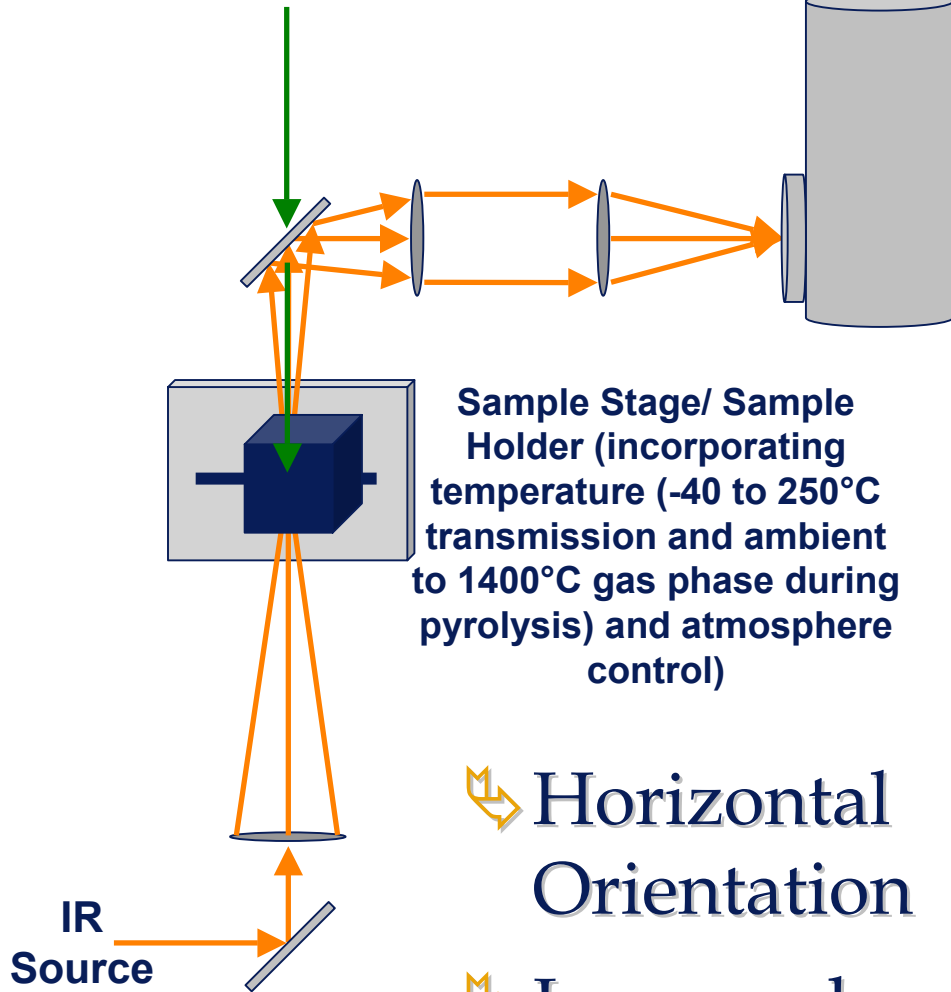 Sample Stage/ Sample
Holder (incorporating
temperature (-40 to 250°C
transmission and ambient
to 1400°C gas phase during
pyrolysis) and atmosphere
control)
Horizontal
Orientation
IR
Source